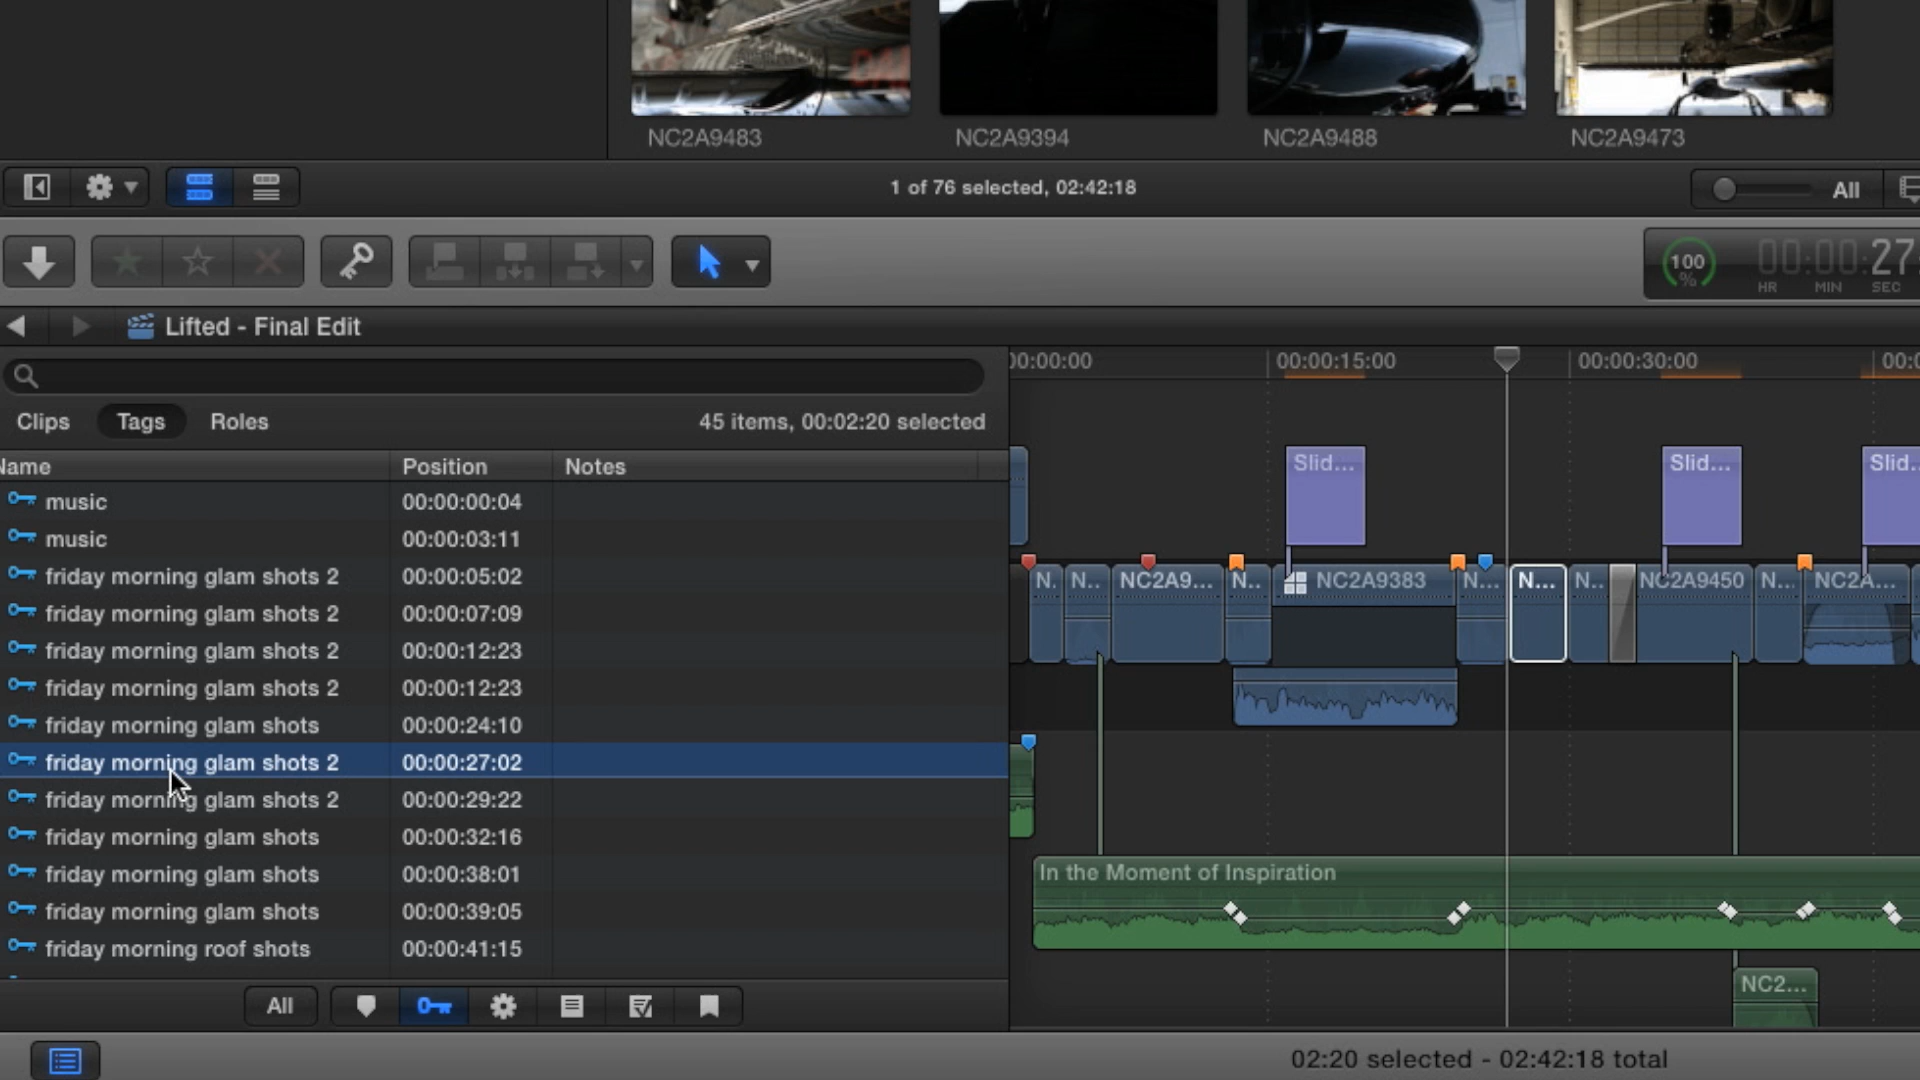 NC2A9483
NC2A9394
NC2A9488
NC2A9473
1 of 76 selected, 02:42:18
All
100
%
00:00:27
HR MIN SEC
Lifted - Final Edit
Clips
Tags
Roles
45 items, 00:02:20 selected
Name
Position
Notes
music 00:00:00:04
music 00:00:03:11
friday morning glam shots 2 00:00:05:02
friday morning glam shots 2 00:00:07:09
friday morning glam shots 2 00:00:12:23
friday morning glam shots 2 00:00:12:23
friday morning glam shots 00:00:24:10
friday morning glam shots 2 00:00:27:02
friday morning glam shots 2 00:00:29:22
friday morning glam shots 00:00:32:16
friday morning glam shots 00:00:38:01
friday morning glam shots 00:00:39:05
friday morning roof shots 00:00:41:15
All
00:00:00
00:00:15:00
00:00:30:00
00:0
Slid...
Slid...
Slid..
N.
N..
NC2A9...
N..
NC2A9383
N...
N...
N..
NC2A9450
N...
NC2A...
In the Moment of Inspiration
NC2...
02:20 selected - 02:42:18 total